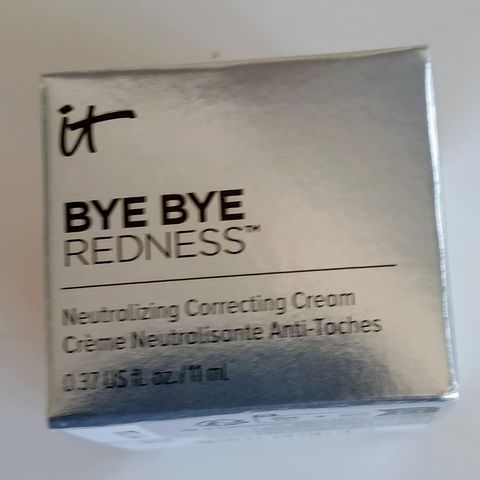 it
BYE BYE
REDNESS™
Neutralizing Correcting Cream
Crème Neutralisante Anti-Taches
0.37 US fl. oz./11 ml